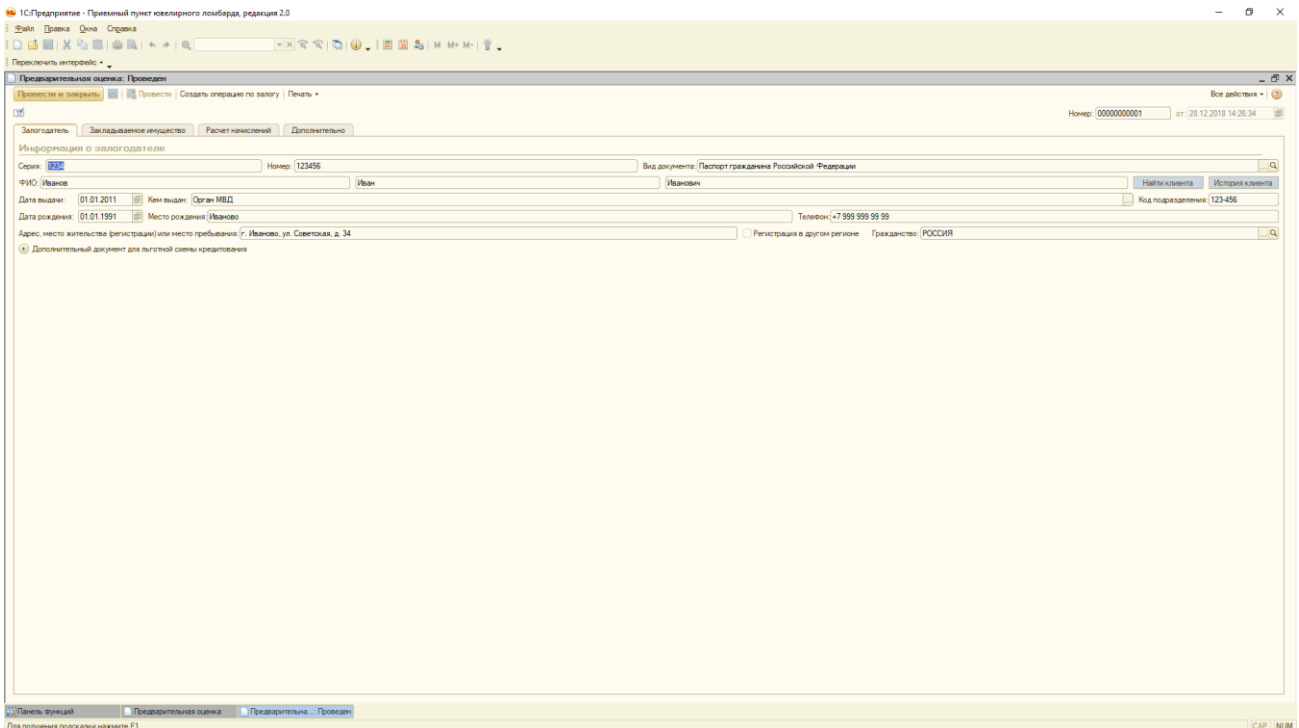 1С:Предприятие - Приемный пункт ювелирного ломбарда, редакция 2.0
Файл Правка Окна Справка
M M+ M-
Переключить интерфейс
Предварительная оценка: Проведен
Провести и закрыть Провести Создать операцию по залогу Печать Все действия
Номер: 00000000001 от: 28.12.2018 14:26:34
Залогодатель Закладываемое имущество Расчет начислений Дополнительно
Информация о залогодателе
Серия: 1234 Номер: 123456 Вид документа: Паспорт гражданина Российской Федерации
ФИО: Иванов Иван Иванович Найти клиента История клиента
Дата выдачи: 01.01.2011 Кем выдан: Орган МВД Код подразделения: 123-456
Дата рождения: 01.01.1991 Место рождения: Иваново Телефон: +7 999 999 99 99
Адрес, место жительства (регистрации) или место пребывания: г. Иваново, ул. Советская, д. 34 Регистрация в другом регионе Гражданство: РОССИЯ
Дополнительный документ для льготной схемы кредитования
Панель функций Предварительная оценка Предварительна...: Проведен
Для получения подсказки нажмите F1 CAP NUM